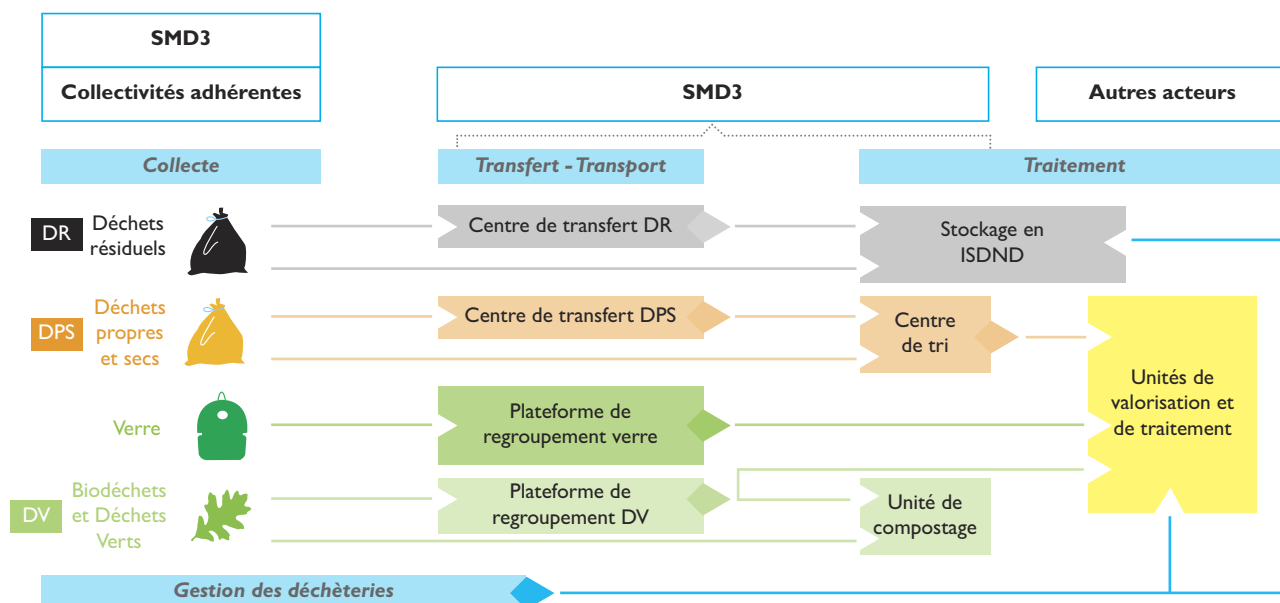 SMD3
Collectivités adhérentes
SMD3
Autres acteurs
Collecte
Transfert - Transport
Traitement
DR
Déchets
résiduels
Centre de transfert DR
Stockage en
ISDND
DPS
Déchets
propres
et secs
Centre de transfert DPS
Centre
de tri
Unités de
valorisation et
de traitement
Verre
Plateforme de
regroupement verre
DV
Biodéchets
et Déchets
Verts
Plateforme de
regroupement DV
Unité de
compostage
Gestion des déchèteries